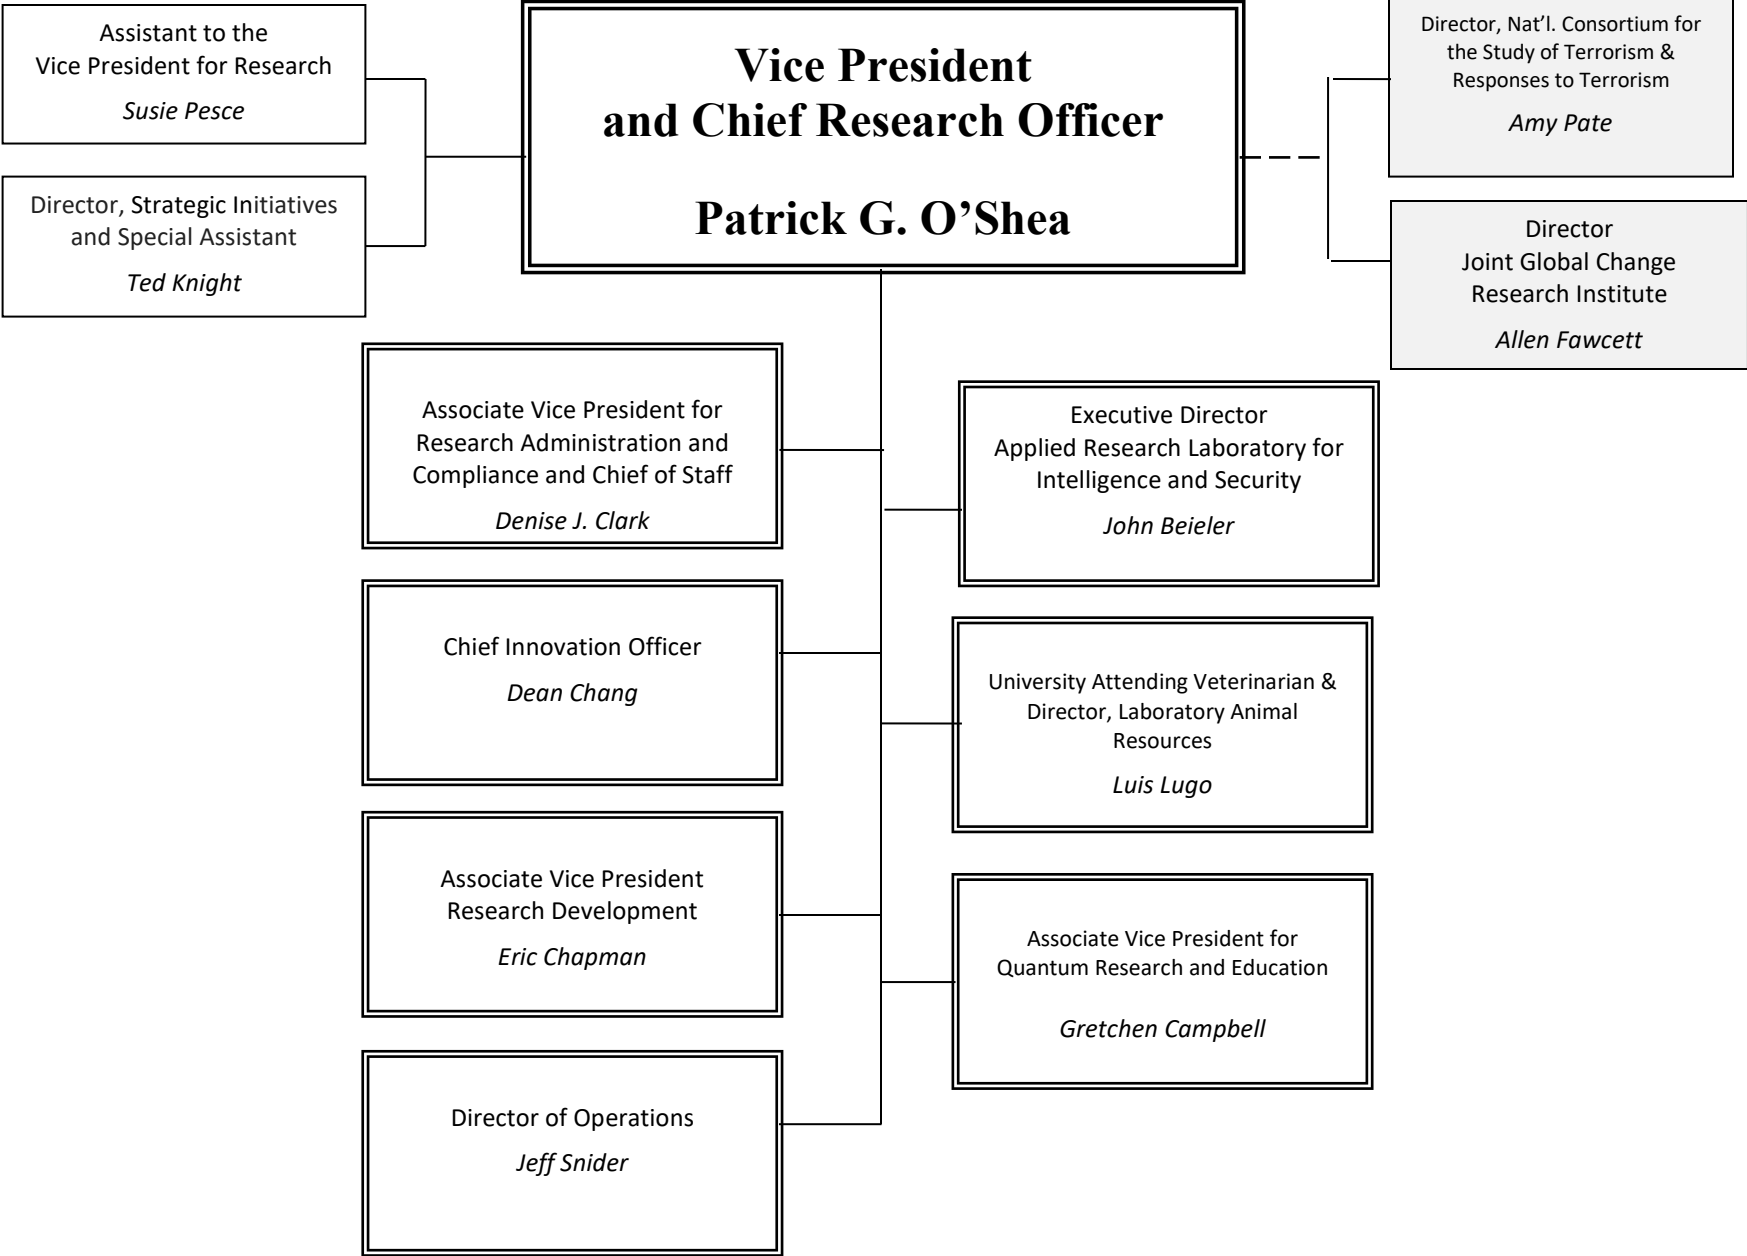 Assistant to the
Vice President for Research
Susie Pesce
Director, Strategic Initiatives
and Special Assistant
Ted Knight
Vice President
and Chief Research Officer
Patrick G. O’Shea
Director, Nat’l. Consortium for
the Study of Terrorism &
Responses to Terrorism
Amy Pate
Director
Joint Global Change
Research Institute
Allen Fawcett
Associate Vice President for
Research Administration and
Compliance and Chief of Staff
Denise J. Clark
Executive Director
Applied Research Laboratory for
Intelligence and Security
John Beieler
Chief Innovation Officer
Dean Chang
University Attending Veterinarian &
Director, Laboratory Animal
Resources
Luis Lugo
Associate Vice President
Research Development
Eric Chapman
Associate Vice President for
Quantum Research and Education
Gretchen Campbell
Director of Operations
Jeff Snider